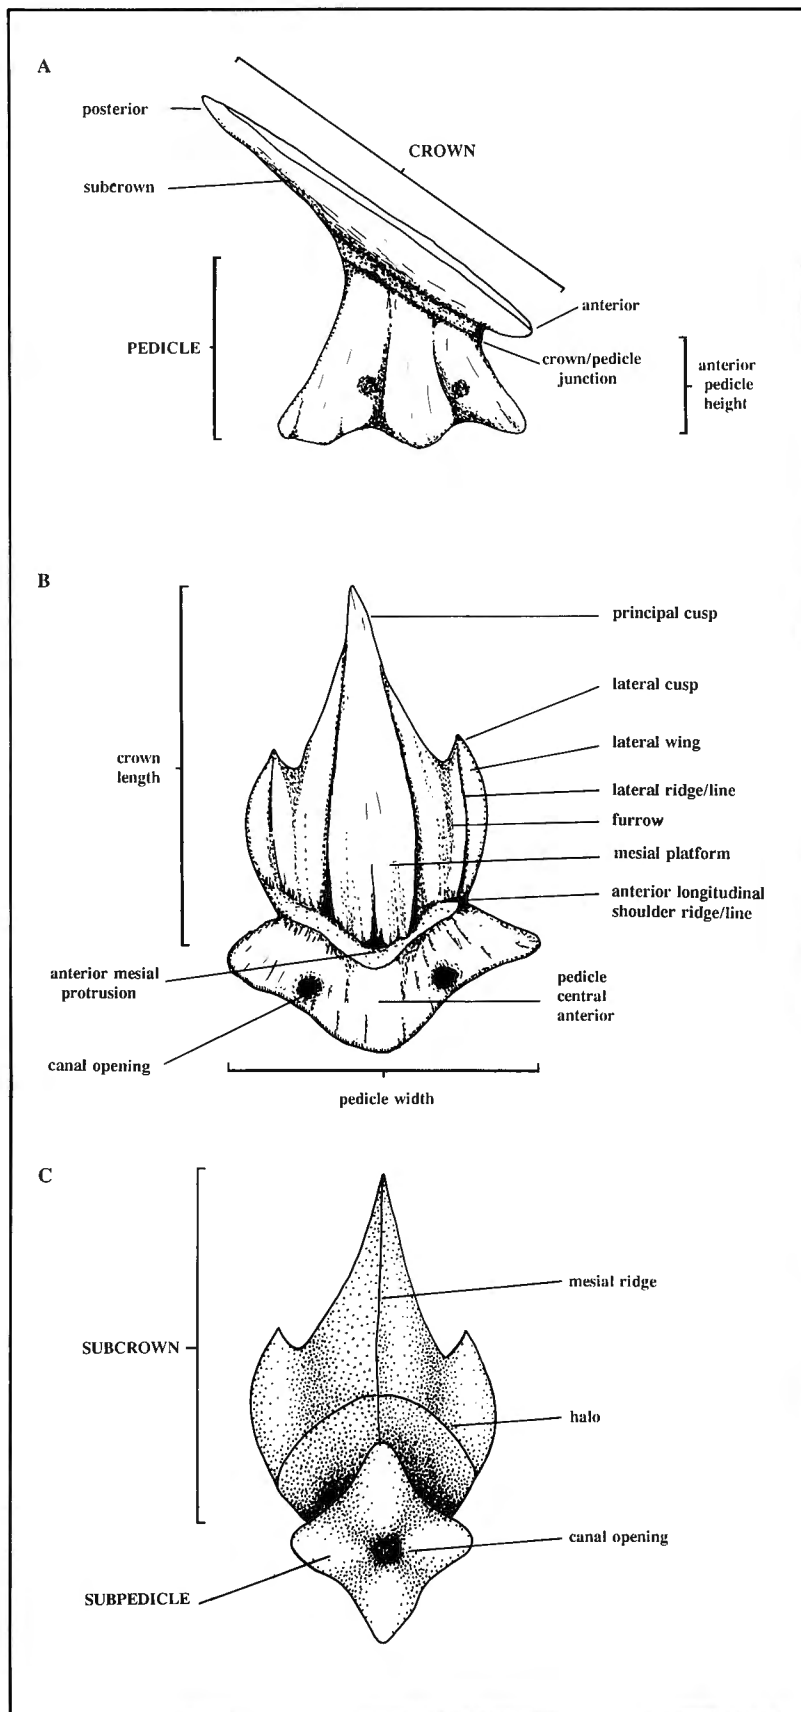 A
posterior
CROWN
subcrown
anterior
PEDICLE
crown/pedicle
junction
anterior
pedicle
height
B
principal cusp
lateral cusp
lateral wing
crown
length
lateral ridge/line
furrow
mesial platform
anterior longitudinal
shoulder ridge/line
anterior mesial
protrusion
pedicle
central
anterior
canal opening
pedicle width
C
mesial ridge
SUBCROWN
halo
canal opening
SUBPEDICLE